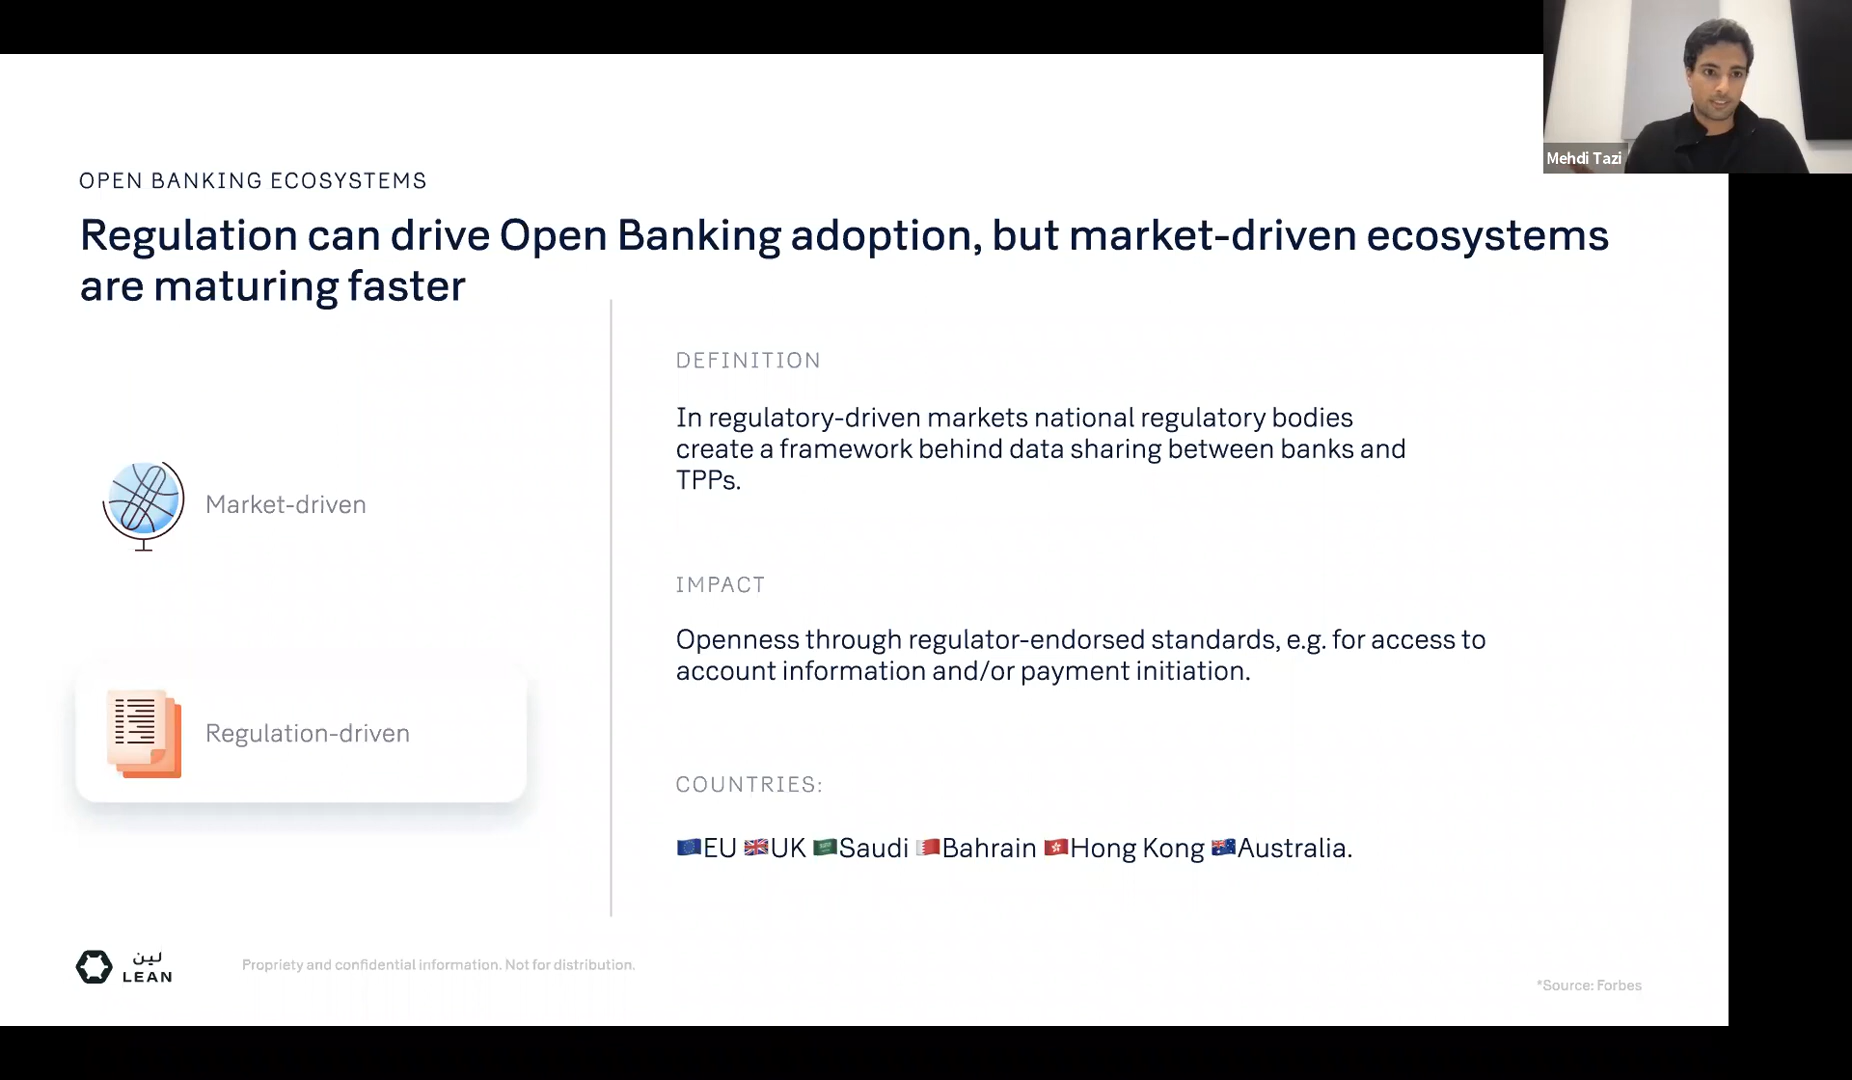 Mehdi Tazi
OPEN BANKING ECOSYSTEMS
Regulation can drive Open Banking adoption, but market-driven ecosystems
are maturing faster
Market-driven
Regulation-driven
DEFINITION
In regulatory-driven markets national regulatory bodies
create a framework behind data sharing between banks and
TPPs.
IMPACT
Openness through regulator-endorsed standards, e.g. for access to
account information and/or payment initiation.
COUNTRIES:
🇪🇺EU 🇬🇧UK 🇸🇦Saudi 🇧🇭Bahrain 🇭🇰Hong Kong 🇦🇺Australia.
لين
LEAN
Propriety and confidential information. Not for distribution.
*Source: Forbes